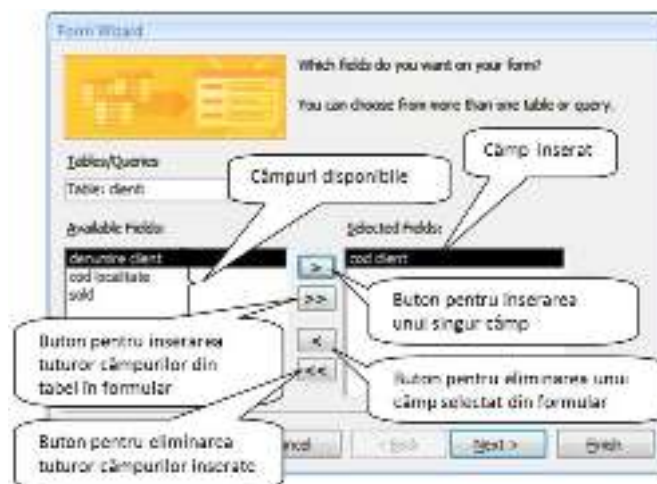 Form Wizard
Which fields do you want on your form?
You can choose from more than one table or query.
Tables/Queries
Table: clienti
Câmpuri disponibile
Câmp inserat
Available Fields:
Selected Fields:
denumire client
cod localitate
sold
cod client
>
>>
<
<<
Buton pentru inserarea
unui singur câmp
Buton pentru inserarea
tuturor câmpurilor din
tabel în formular
Buton pentru eliminarea unui
câmp selectat din formular
Buton pentru eliminarea
tuturor câmpurilor inserate
ncel
< Back
Next >
Finish